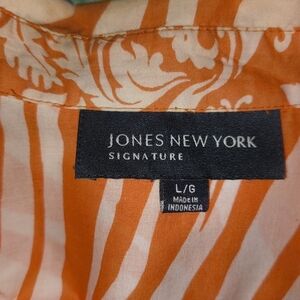 JONES NEW YORK
SIGNATURE
L/G
MADE IN
INDONESIA